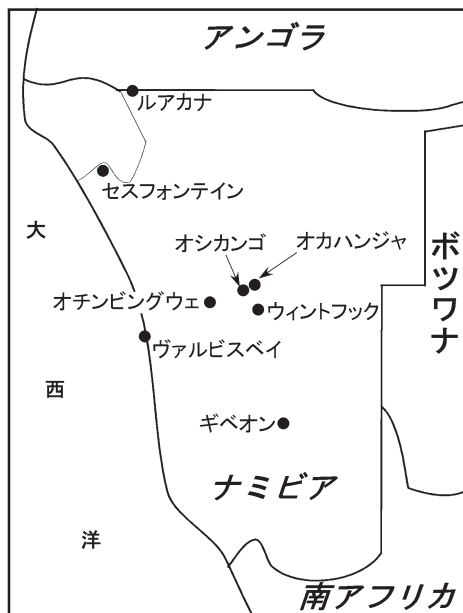 アンゴラ
ルアカナ
セスフォンテイン
大
オシカンゴ
オカハンジャ
ボツワナ
オチンビングウェ
ウィントフック
ヴァルビスベイ
西
ギベオン
ナミビア
洋
南アフリカ